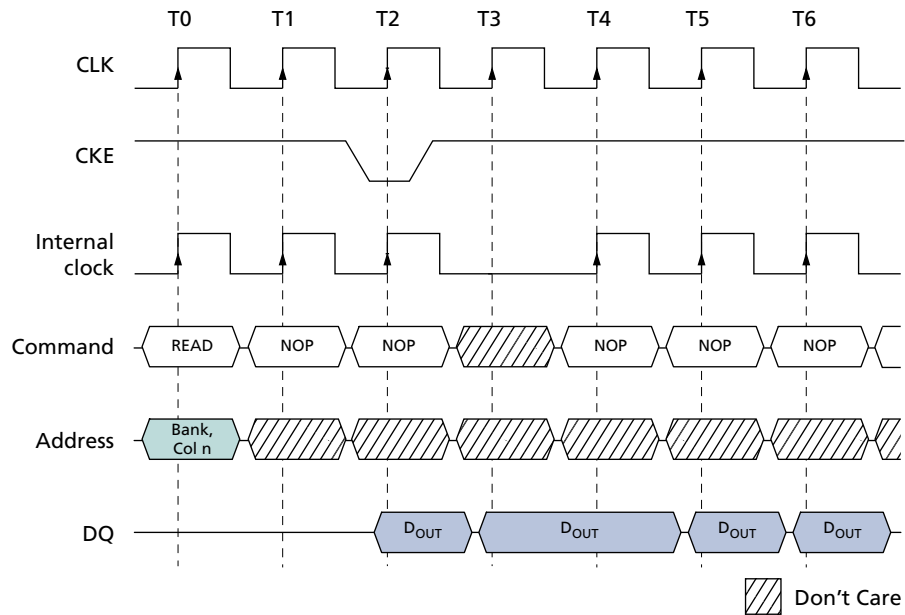 T0 T1 T2 T3 T4 T5 T6
CLK
CKE
Internal
clock
Command READ NOP NOP NOP NOP NOP
Address Bank,
Col n
DQ DOUT DOUT DOUT DOUT
Don't Care